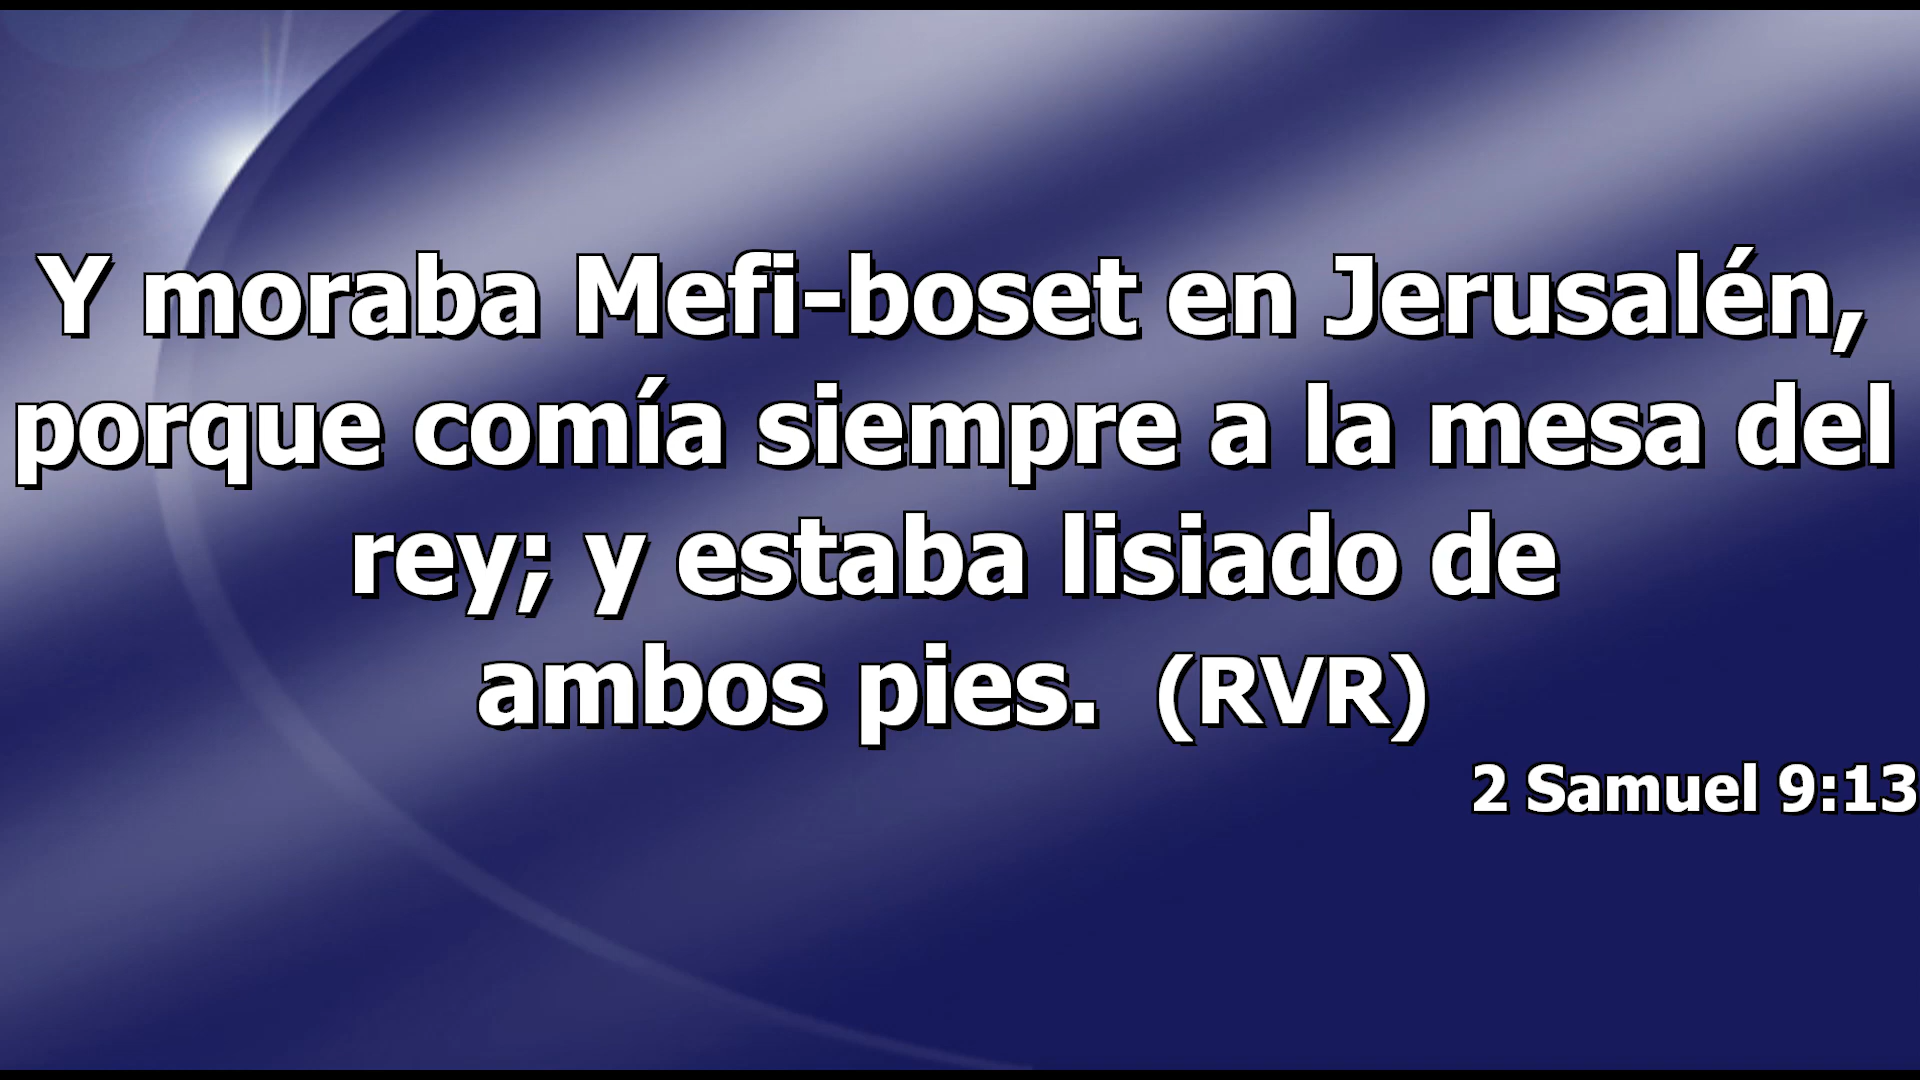 Y moraba Mefi-boset en Jerusalén,
porque comía siempre a la mesa del
rey; y estaba lisiado de
ambos pies.  (RVR)
2 Samuel 9:13